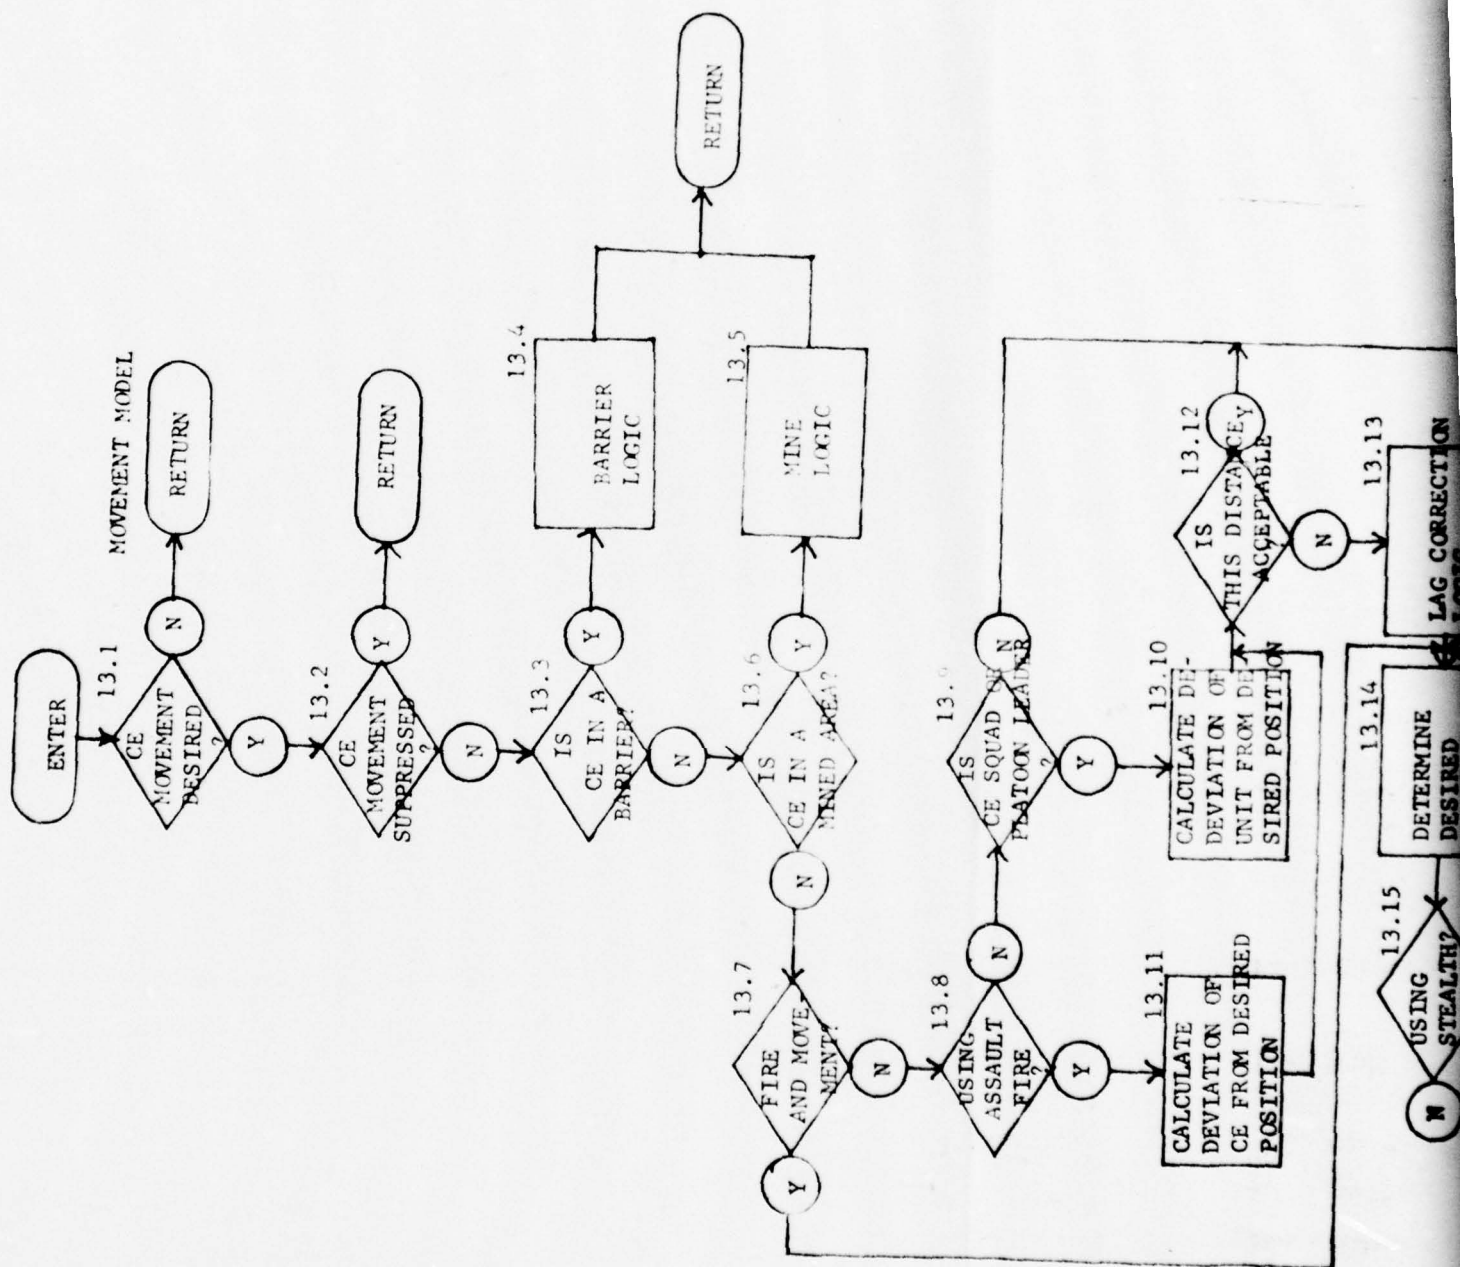 MOVEMENT MODEL
ENTER
13.1
CE
MOVEMENT
DESIRED
?
N
RETURN
Y
13.2
CE
MOVEMENT
SUPPRESSED
?
Y
RETURN
N
13.3
IS
CE IN A
BARRIER?
Y
13.4
BARRIER
LOGIC
N
13.6
IS
CE IN A
MINED AREA?
Y
13.5
MINE
LOGIC
RETURN
N
13.7
FIRE
AND MOVE-
MENT?
Y
N
13.8
USING
ASSAULT
FIRE
?
N
Y
13.9
IS
CE SQUAD OR
PLATOON LEADER
?
N
Y
13.10
CALCULATE DE-
DEVIATION OF
UNIT FROM DE
SIRED POSITION
13.11
CALCULATE
DEVIATION OF
CE FROM DESIRED
POSITION
13.12
IS
THIS DISTANCE
ACCEPTABLE
Y
N
13.13
LAG CORRECTION
13.14
DETERMINE
DESIRED
13.15
USING
STEALTH?
N